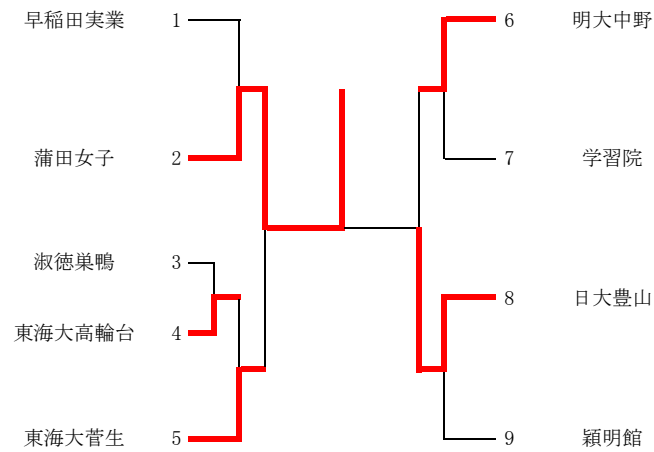 早稲田実業 1
蒲田女子 2
淑徳巣鴨 3
東海大高輪台 4
東海大菅生 5
6 明大中野
7 学習院
8 日大豊山
9 穎明館